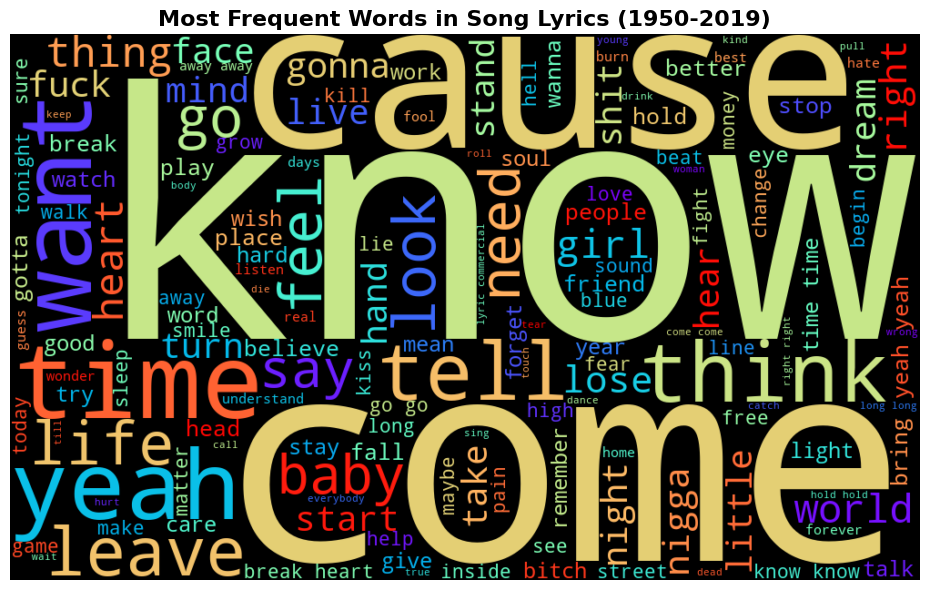 Most Frequent Words in Song Lyrics (1950-2019)
thing
face
away away
cause
young
kind
pull
sure
fuck
mind
gonna
work
stand
hell
wanna
burn
best
better
hate
keep
want
go
live
kill
fool
shit
drink
hold
money
stop
dream
right
tonight
break
grow
know
roll
soul
beat
woman
eye
watch
play
body
days
feel
look
need
love
people
fight
change
begin
walk
heart
wish
place
hard
listen
lie
hand
girl
sound
friend
blue
hear
time time
gotta
away
die
real
word
smile
lyric commercial
tear
touch
come come
right right
wrong
yeah yeah
guess
good
turn
believe
mean
forget
year
fear
line
time
wonder
try
sleep
say
understand
kiss
tell
lose
think
dance
catch
long long
today
till
life
head
call
go go
long
high
come
free
bring
yeah
matter
stay
fall
baby
everybody
sing
maybe
take
pain
remember
home
night
nigga
little
light
hold hold
world
forever
hurt
make
care
start
help
game
wait
leave
give
true
see
break heart
inside
bitch
street
dead
know know
talk